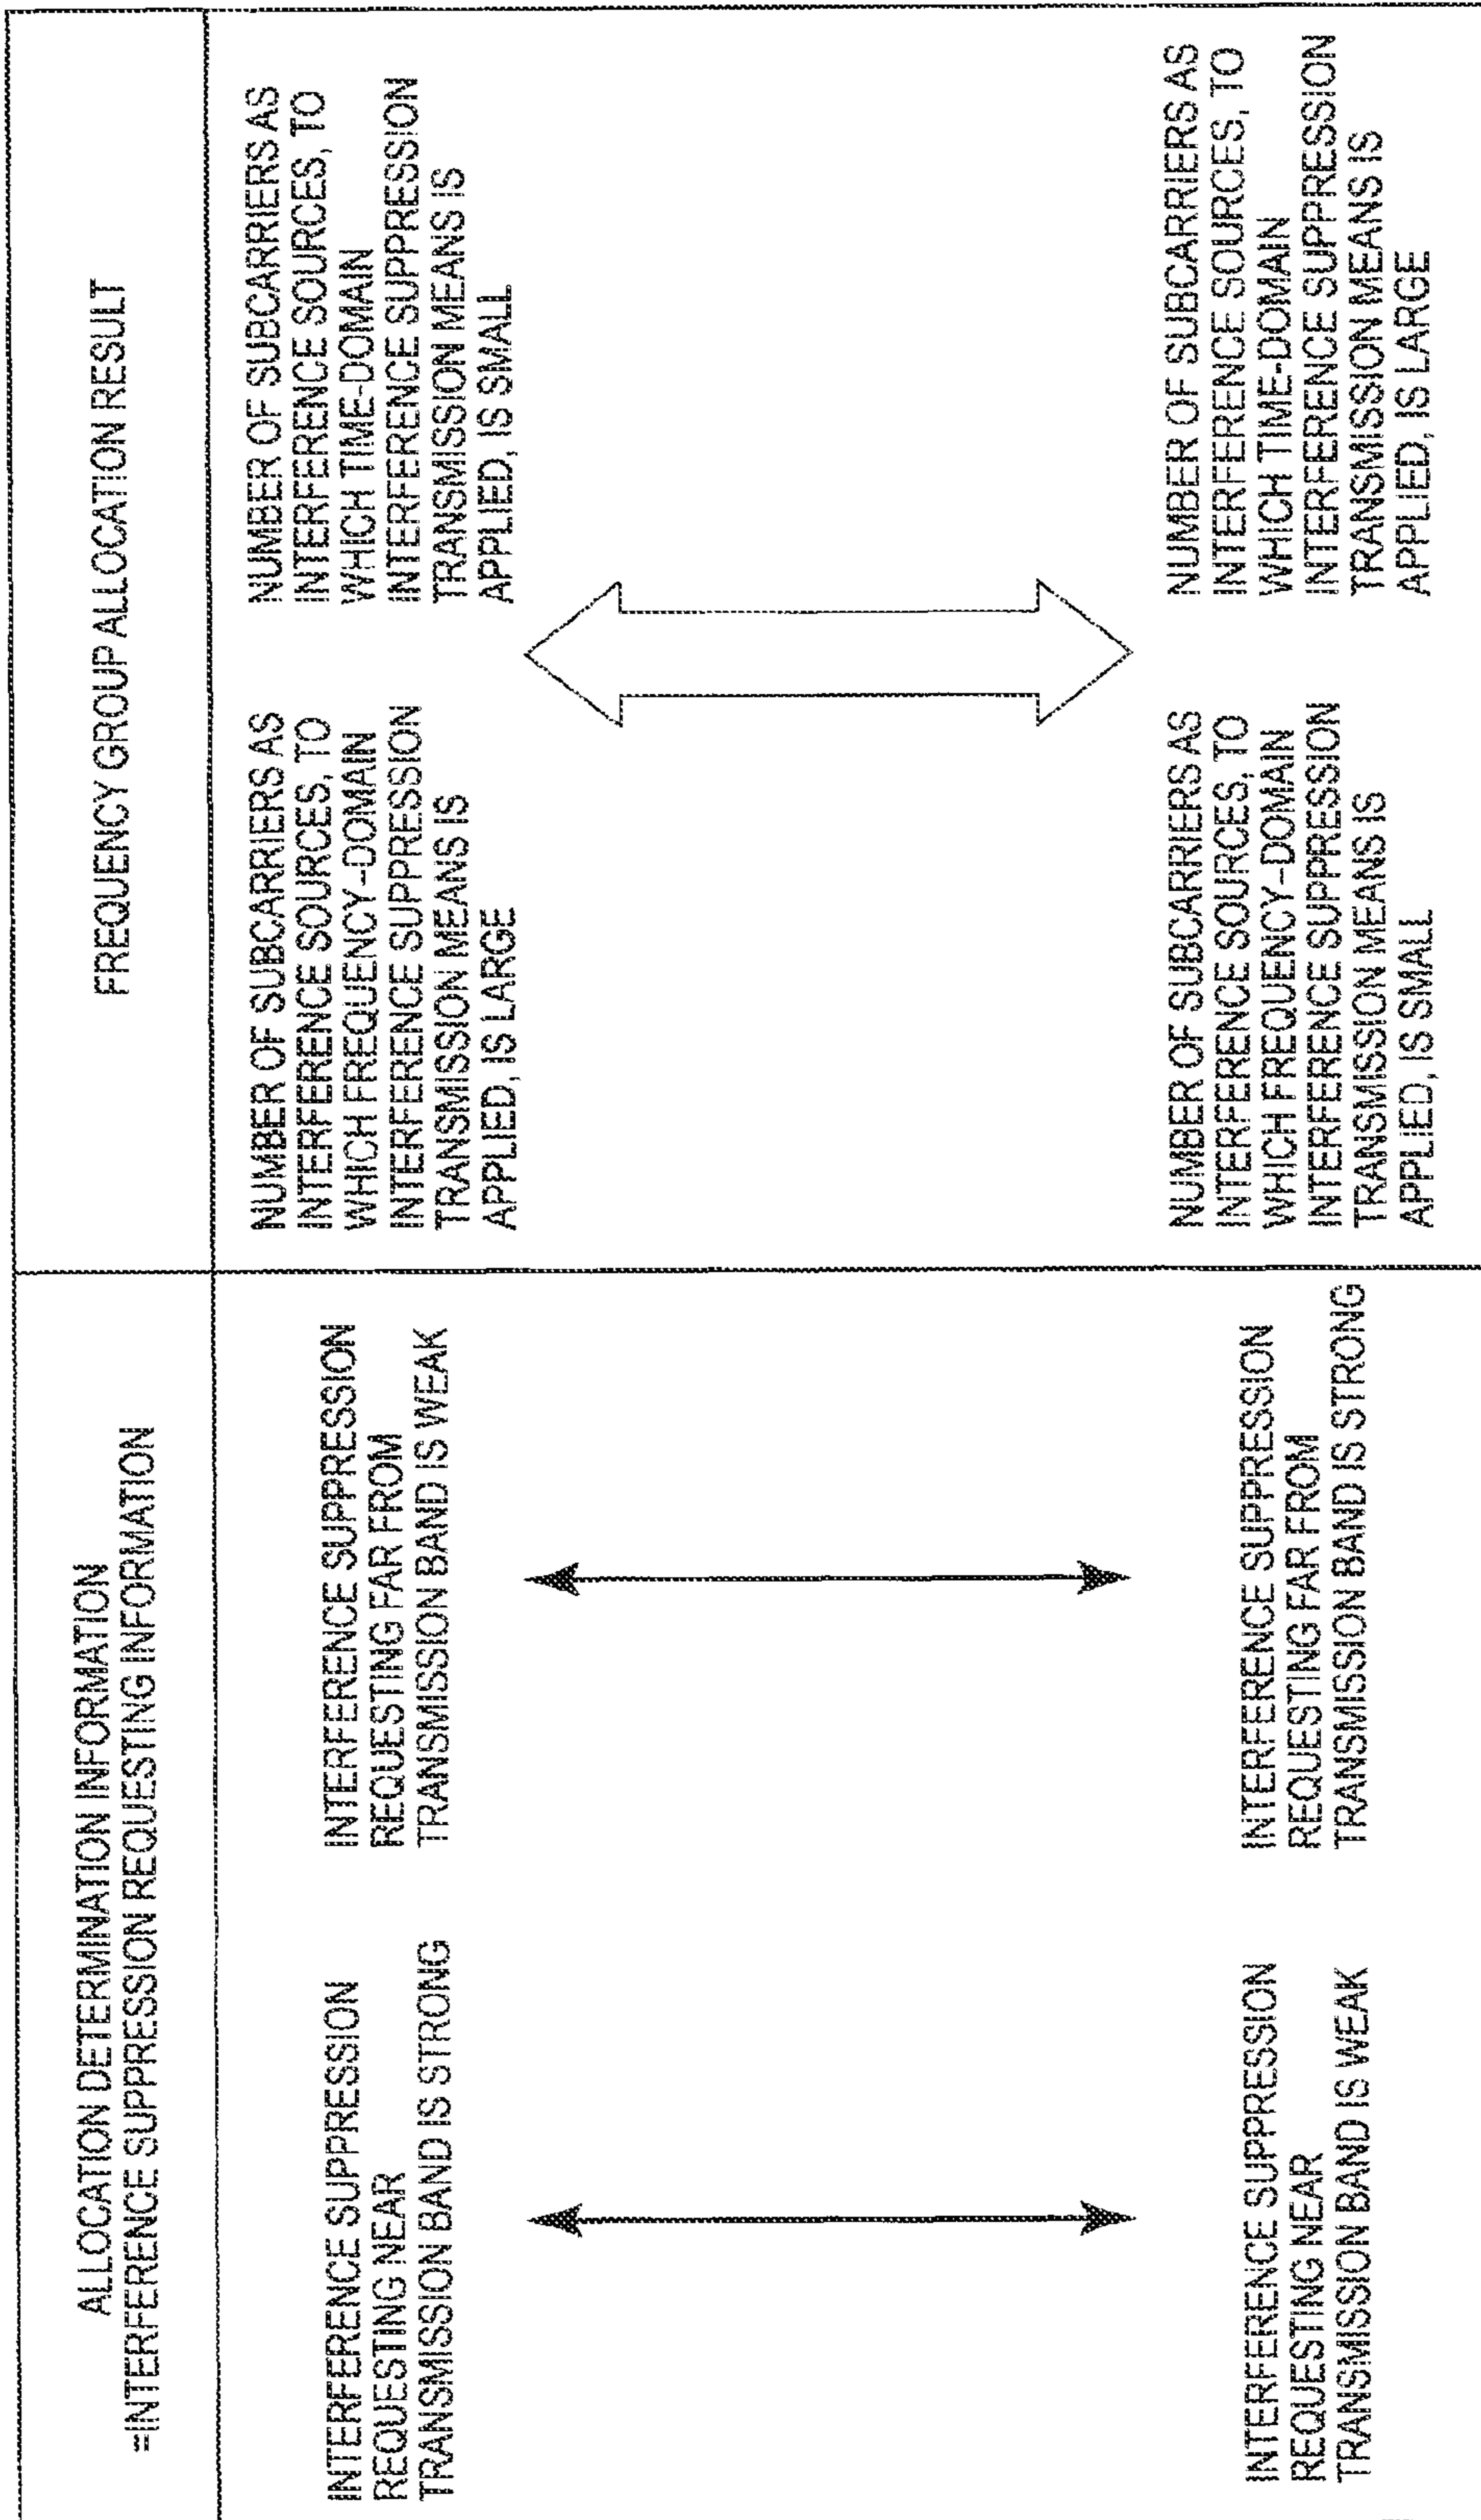 ALLOCATION DETERMINATION INFORMATION
=INTERFERENCE SUPPRESSION REQUESTING INFORMATION
FREQUENCY GROUP ALLOCATION RESULT
INTERFERENCE SUPPRESSION
REQUESTING NEAR
TRANSMISSION BAND IS STRONG
INTERFERENCE SUPPRESSION
REQUESTING FAR FROM
TRANSMISSION BAND IS WEAK
NUMBER OF SUBCARRIERS AS
INTERFERENCE SOURCES, TO
WHICH FREQUENCY-DOMAIN
INTERFERENCE SUPPRESSION
TRANSMISSION MEANS IS
APPLIED, IS LARGE
NUMBER OF SUBCARRIERS AS
INTERFERENCE SOURCES, TO
WHICH TIME-DOMAIN
INTERFERENCE SUPPRESSION
TRANSMISSION MEANS IS
APPLIED, IS SMALL
INTERFERENCE SUPPRESSION
REQUESTING NEAR
TRANSMISSION BAND IS WEAK
INTERFERENCE SUPPRESSION
REQUESTING FAR FROM
TRANSMISSION BAND IS STRONG
NUMBER OF SUBCARRIERS AS
INTERFERENCE SOURCES, TO
WHICH FREQUENCY-DOMAIN
INTERFERENCE SUPPRESSION
TRANSMISSION MEANS IS
APPLIED, IS SMALL
NUMBER OF SUBCARRIERS AS
INTERFERENCE SOURCES, TO
WHICH TIME-DOMAIN
INTERFERENCE SUPPRESSION
TRANSMISSION MEANS IS
APPLIED, IS LARGE